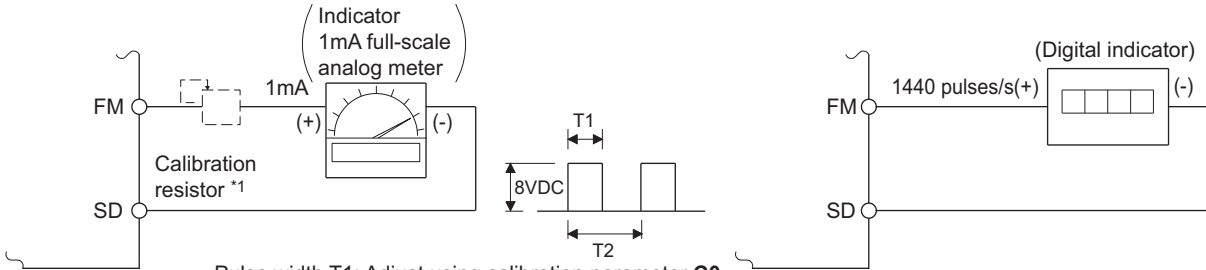 Indicator
1mA full-scale
analog meter
1mA
FM
(+)
(-)
Calibration
resistor *1
SD
T1
8VDC
T2
(Digital indicator)
1440 pulses/s(+)
(-)
FM
SD